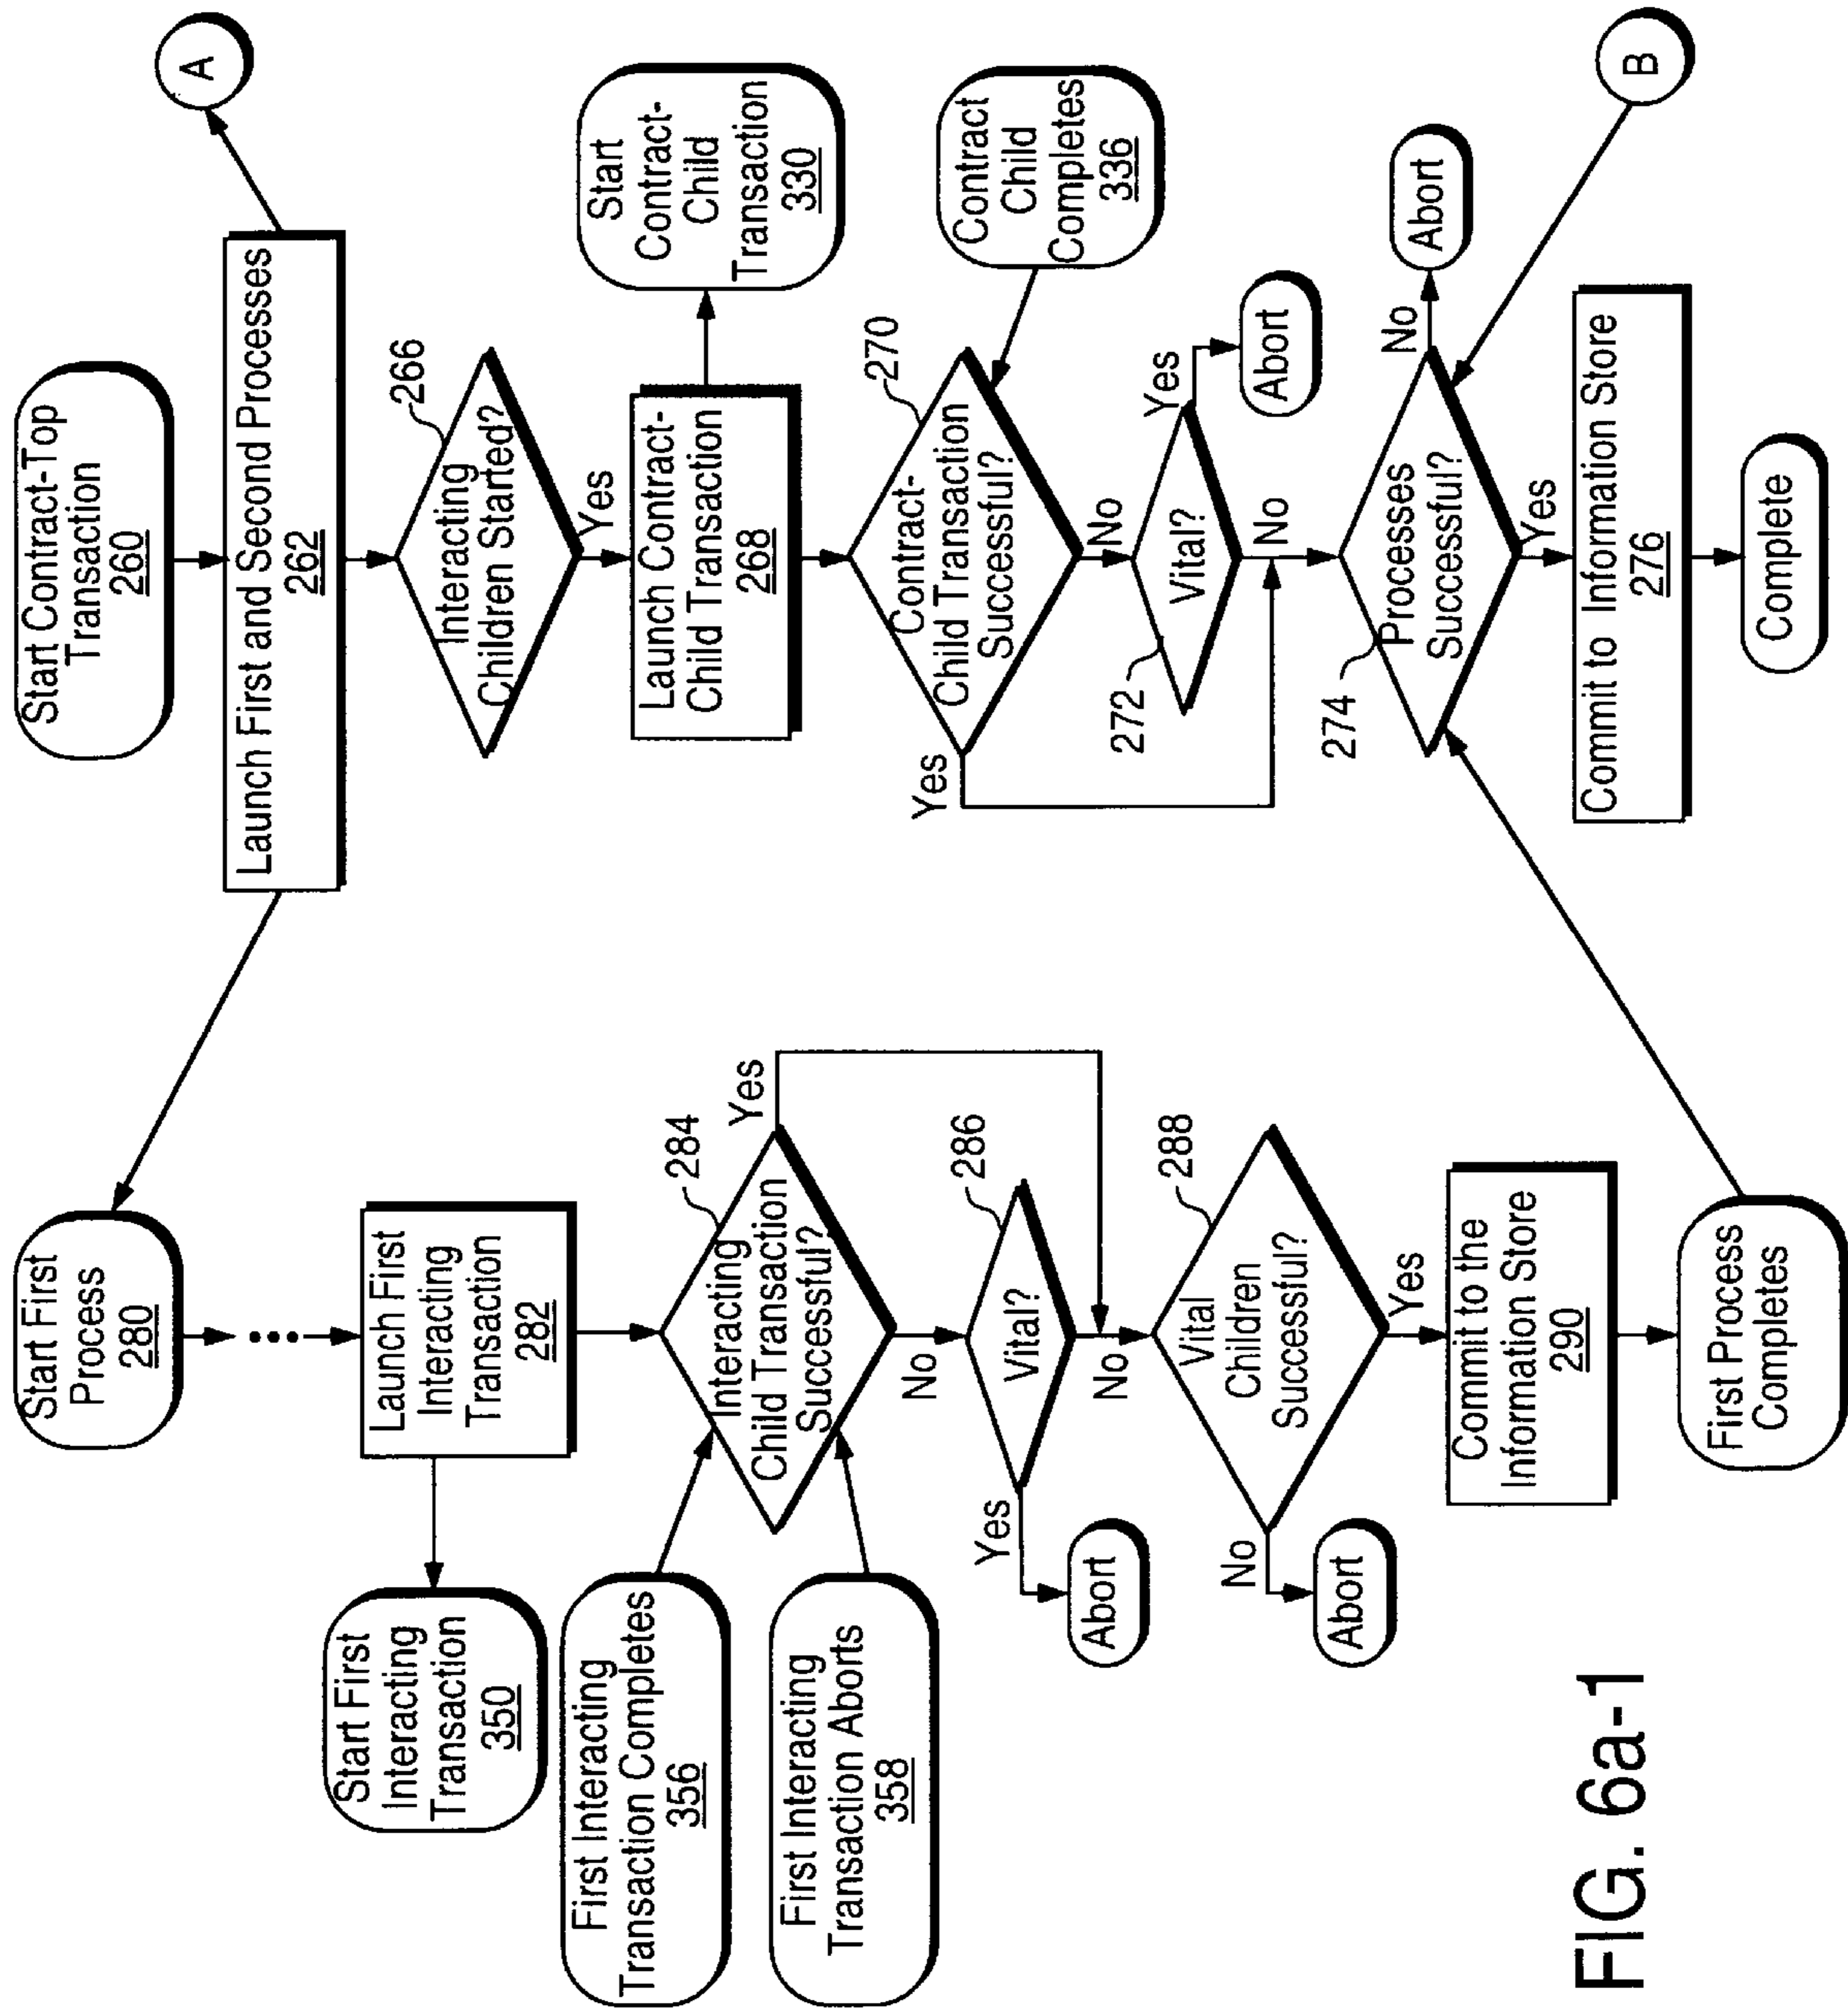 Start Contract-Top
Transaction
260
Launch First and Second Processes
262
A
266
Interacting
Children Started?
Yes
Launch Contract-
Child Transaction
268
Start
Contract-
Child
Transaction
330
270
Contract-
Child Transaction
Successful?
Yes
No
Contract
Child
Completes
336
272
Vital?
Yes
Abort
No
274
Processes
Successful?
No
Abort
Yes
B
Commit to Information Store
276
Complete
Start First
Process
280
Launch First
Interacting
Transaction
282
Start First
Interacting
Transaction
350
284
Interacting
Child Transaction
Successful?
Yes
No
First Interacting
Transaction Completes
356
First Interacting
Transaction Aborts
358
286
Vital?
Yes
Abort
No
288
Vital
Children
Successful?
No
Abort
Yes
Commit to the
Information Store
290
First Process
Completes
FIG. 6a-1